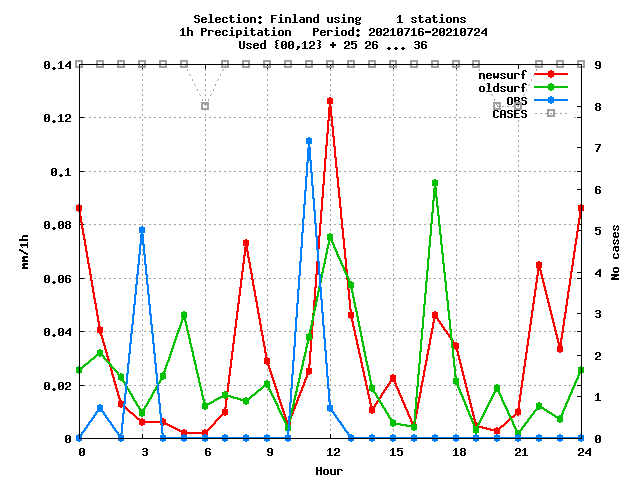 Selection: Finland using 1 stations
1h Precipitation Period: 20210716-20210724
Used {00,12} + 25 26 ... 36
newsurf
oldsurf
OBS
CASES
0.14
0.12
0.1
0.08
0.06
0.04
0.02
0
mm/1h
9
8
7
6
5
4
3
2
1
0
No cases
0 3 6 9 12 15 18 21 24
Hour